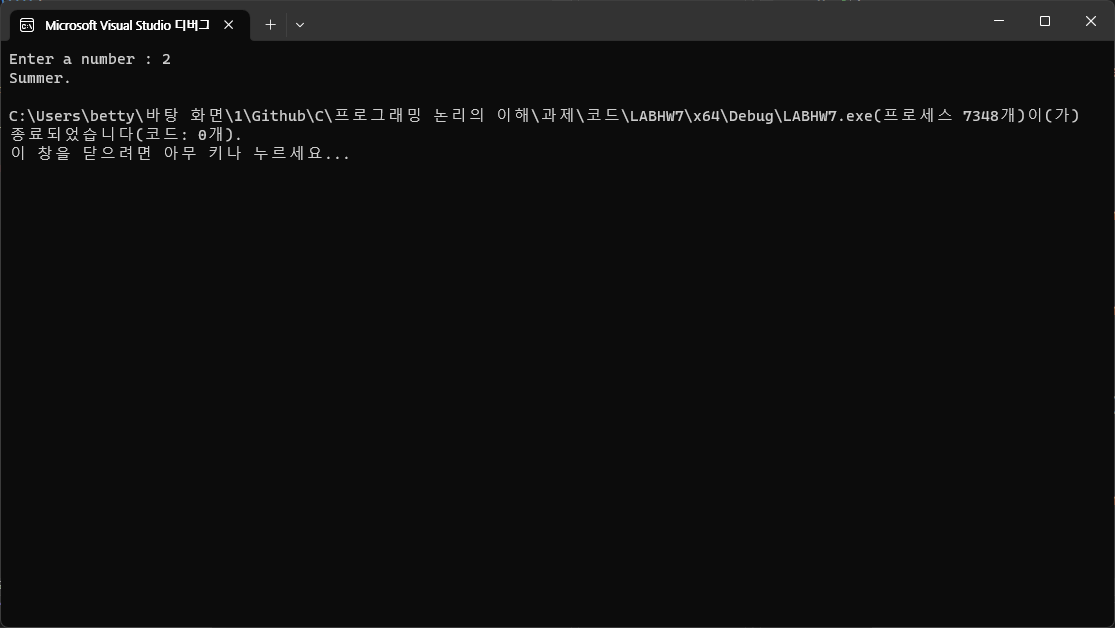 Microsoft Visual Studio 디버그
Enter a number : 2
Summer.
C:\Users\betty\바탕 화면\1\Github\C\프로그래밍 논리의 이해\과제\코드\LABHW7\x64\Debug\LABHW7.exe(프로세스 7348개)이(가)
종료되었습니다(코드: 0개).
이 창을 닫으려면 아무 키나 누르세요...